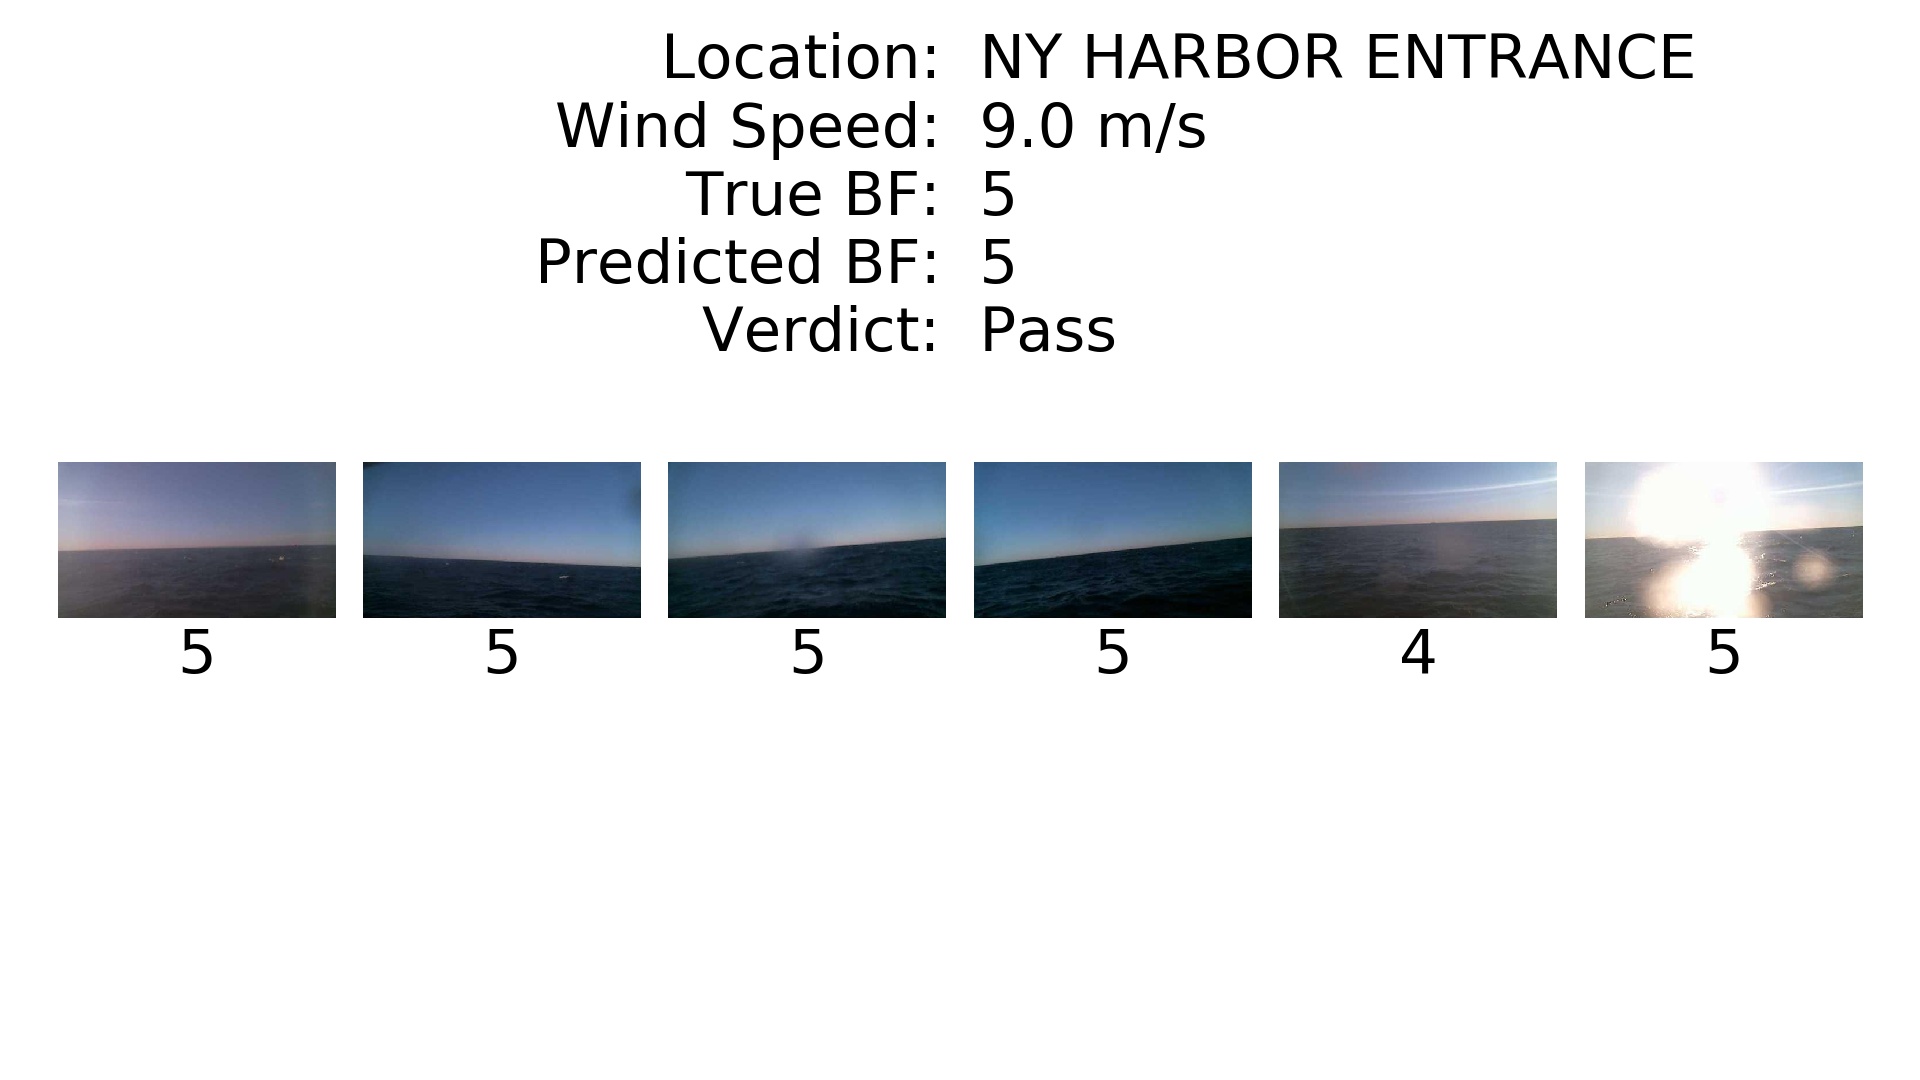 Location: NY HARBOR ENTRANCE
Wind Speed: 9.0 m/s
True BF: 5
Predicted BF: 5
Verdict: Pass
5 5 5 5 4 5